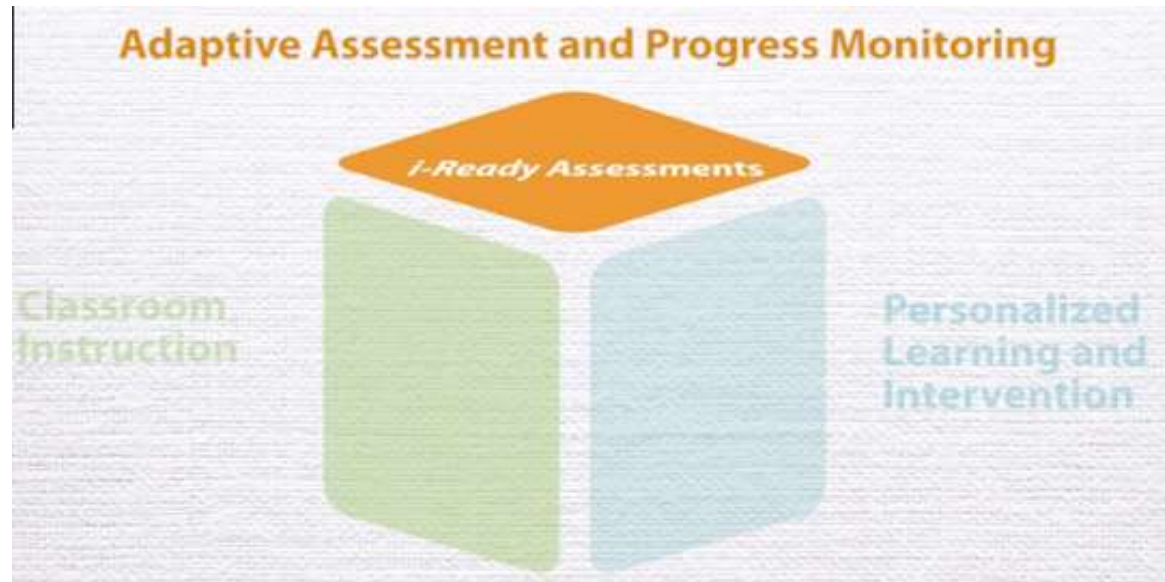 Adaptive Assessment and Progress Monitoring
i-Ready Assessments
Classroom
Instruction
Personalized
Learning and
Intervention